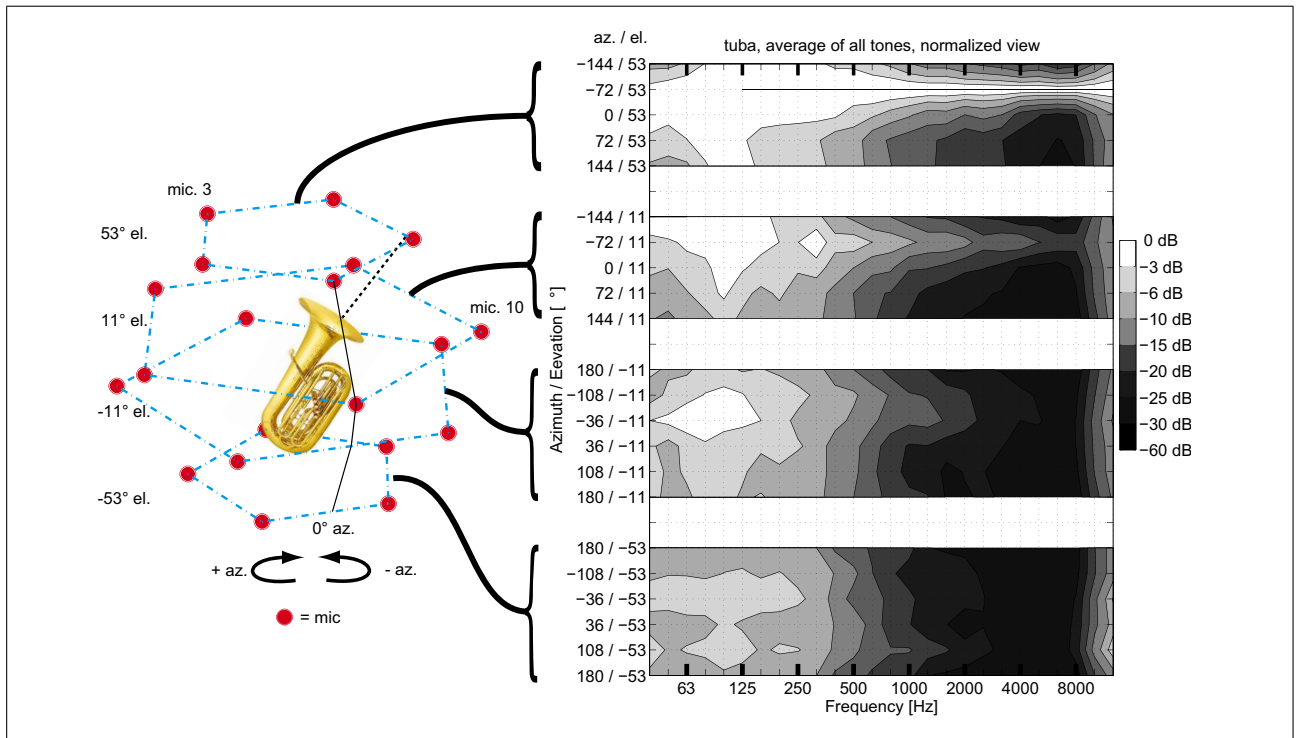 az. / el.
tuba, average of all tones, normalized view
−144 / 53
−72 / 53
0 / 53
72 / 53
144 / 53
−144 / 11
−72 / 11
0 / 11
72 / 11
144 / 11
180 / −11
−108 / −11
−36 / −11
36 / −11
108 / −11
180 / −11
180 / −53
−108 / −53
−36 / −53
36 / −53
108 / −53
180 / −53
Azimuth / Eevation [ °]
63 125 250 500 1000 2000 4000 8000
Frequency [Hz]
0 dB
−3 dB
−6 dB
−10 dB
−15 dB
−20 dB
−25 dB
−30 dB
−60 dB
mic. 3
53° el.
11° el.
mic. 10
-11° el.
-53° el.
0° az.
+ az.
- az.
= mic